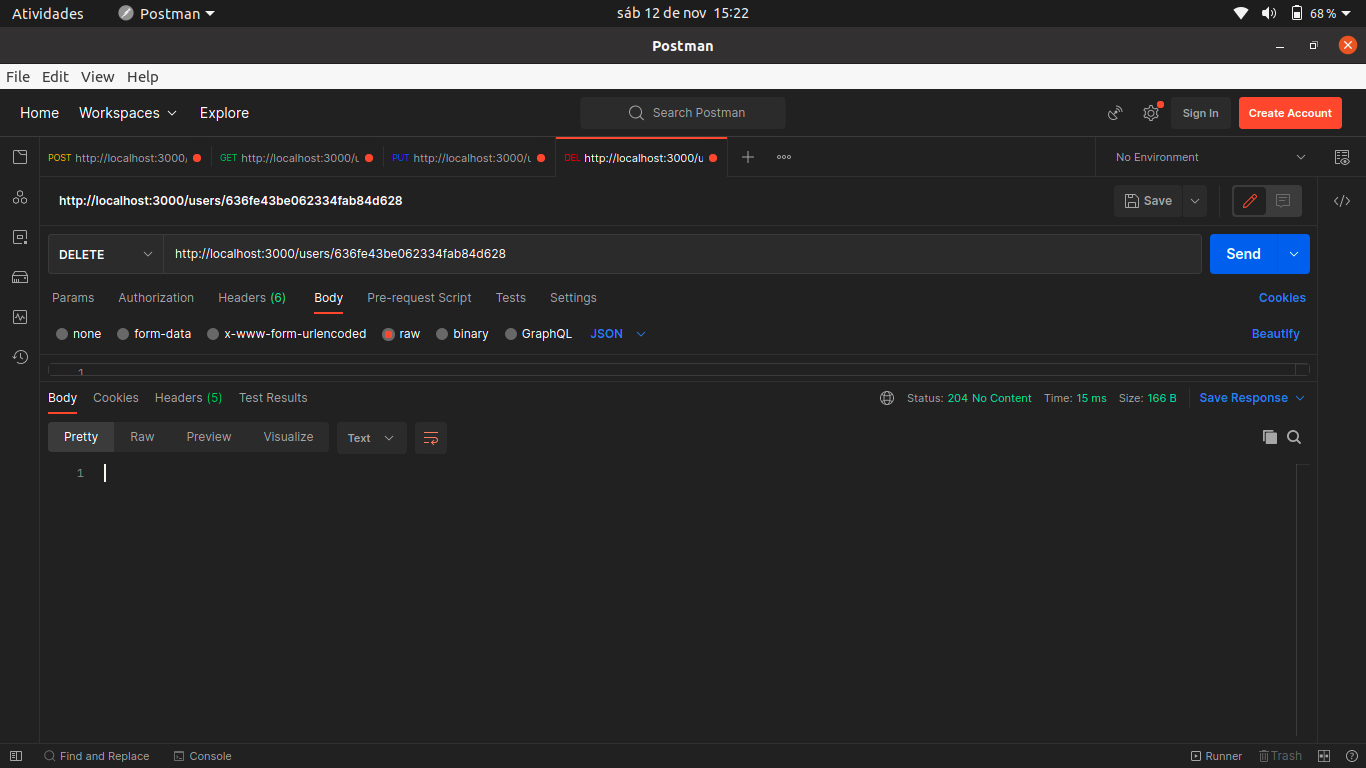 Atividades Postman sáb 12 de nov 15:22 68 %
Postman
File Edit View Help
Home Workspaces Explore Search Postman Sign In Create Account
POST http://localhost:3000/ GET http://localhost:3000/u PUT http://localhost:3000/u DEL http://localhost:3000/u No Environment
http://localhost:3000/users/636fe43be062334fab84d628 Save
DELETE http://localhost:3000/users/636fe43be062334fab84d628 Send
Params Authorization Headers (6) Body Pre-request Script Tests Settings Cookies
none form-data x-www-form-urlencoded raw binary GraphQL JSON Beautify
1
Body Cookies Headers (5) Test Results Status: 204 No Content Time: 15 ms Size: 166 B Save Response
Pretty Raw Preview Visualize Text
1
Find and Replace Console Runner Trash